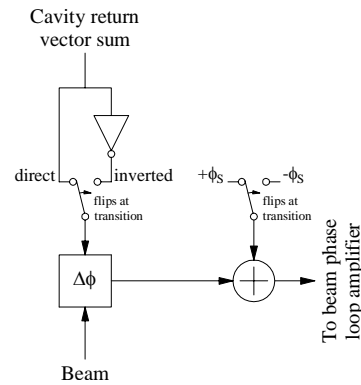 Cavity return
vector sum
direct
inverted
flips at
transition
+ϕS
-ϕS
flips at
transition
Δϕ
To beam phase
loop amplifier
Beam